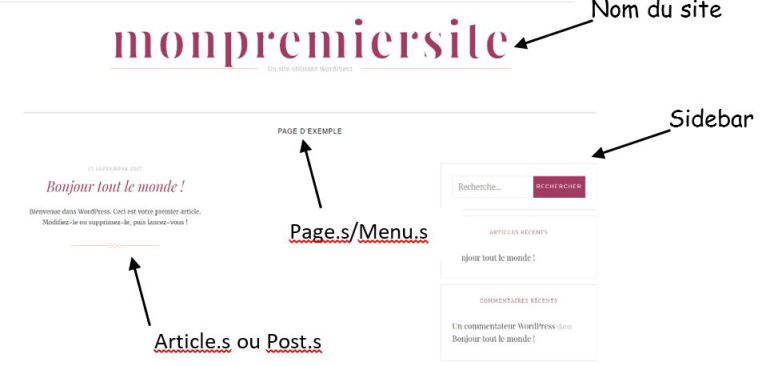 Nom du site
monpremiersite
Un site utilisant WordPress
Sidebar
PAGE D'EXEMPLE
17 SEPTEMBRE 2017
Bonjour tout le monde !
Bienvenue dans WordPress. Ceci est votre premier article.
Modifiez-le ou supprimez-le, puis lancez-vous !
Page.s/Menu.s
Article.s ou Post.s
Recherche...
RECHERCHER
ARTICLES RÉCENTS
njour tout le monde !
COMMENTAIRES RÉCENTS
Un commentateur WordPress dans
Bonjour tout le monde !